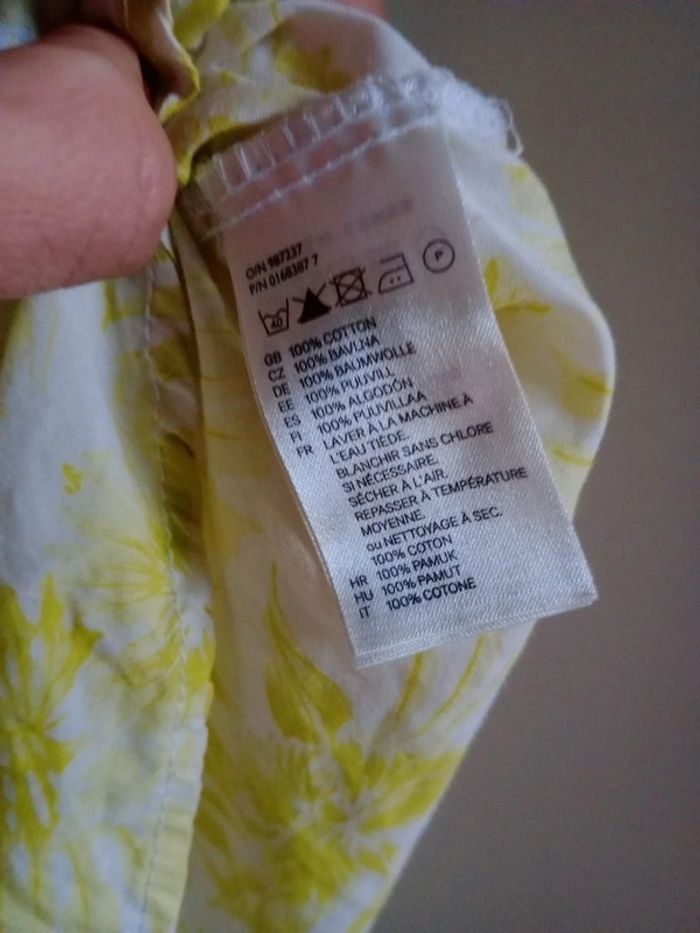 O/N 987237
P/N 0168387 7
40 P
GB 100% COTTON
CZ 100% BAVLNA
DE 100% BAUMWOLLE
EE 100% PUUVILL
ES 100% ALGODÓN
FI 100% PUUVILLAA
FR LAVER À LA MACHINE À
L'EAU TIÈDE.
BLANCHIR SANS CHLORE
SI NÉCESSAIRE.
SÉCHER À L'AIR.
REPASSER À TEMPÉRATURE
MOYENNE.
ou NETTOYAGE À SEC.
100% COTON
HR 100% PAMUK
HU 100% PAMUT
IT 100% COTONE